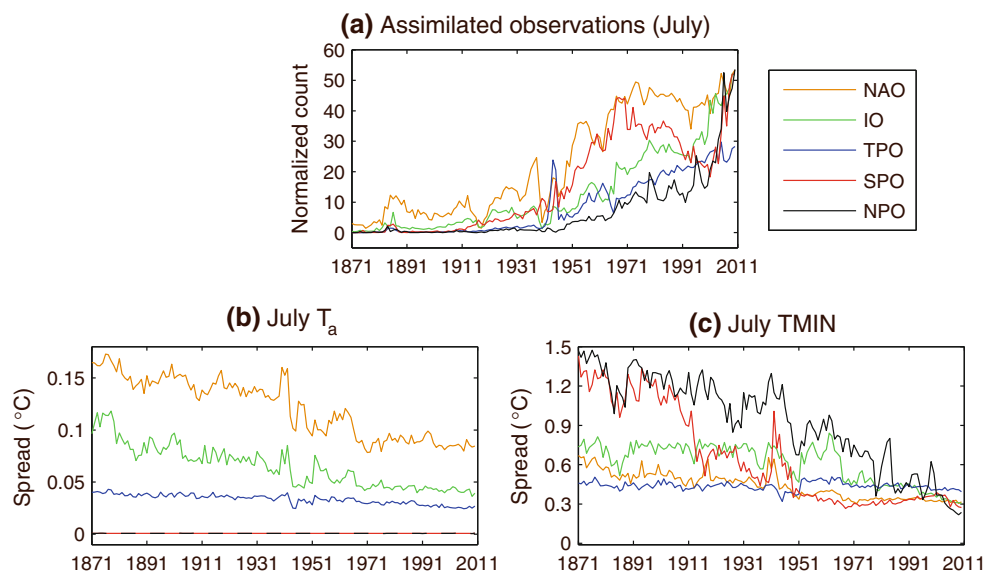 (a) Assimilated observations (July)
Normalized count
60
50
40
30
20
10
0
1871 1891 1911 1931 1951 1971 1991 2011
NAO
IO
TPO
SPO
NPO
(b) July Ta
Spread (°C)
0.15
0.1
0.05
0
1871 1891 1911 1931 1951 1971 1991 2011
(c) July TMIN
Spread (°C)
1.5
1.2
0.9
0.6
0.3
0
1871 1891 1911 1931 1951 1971 1991 2011